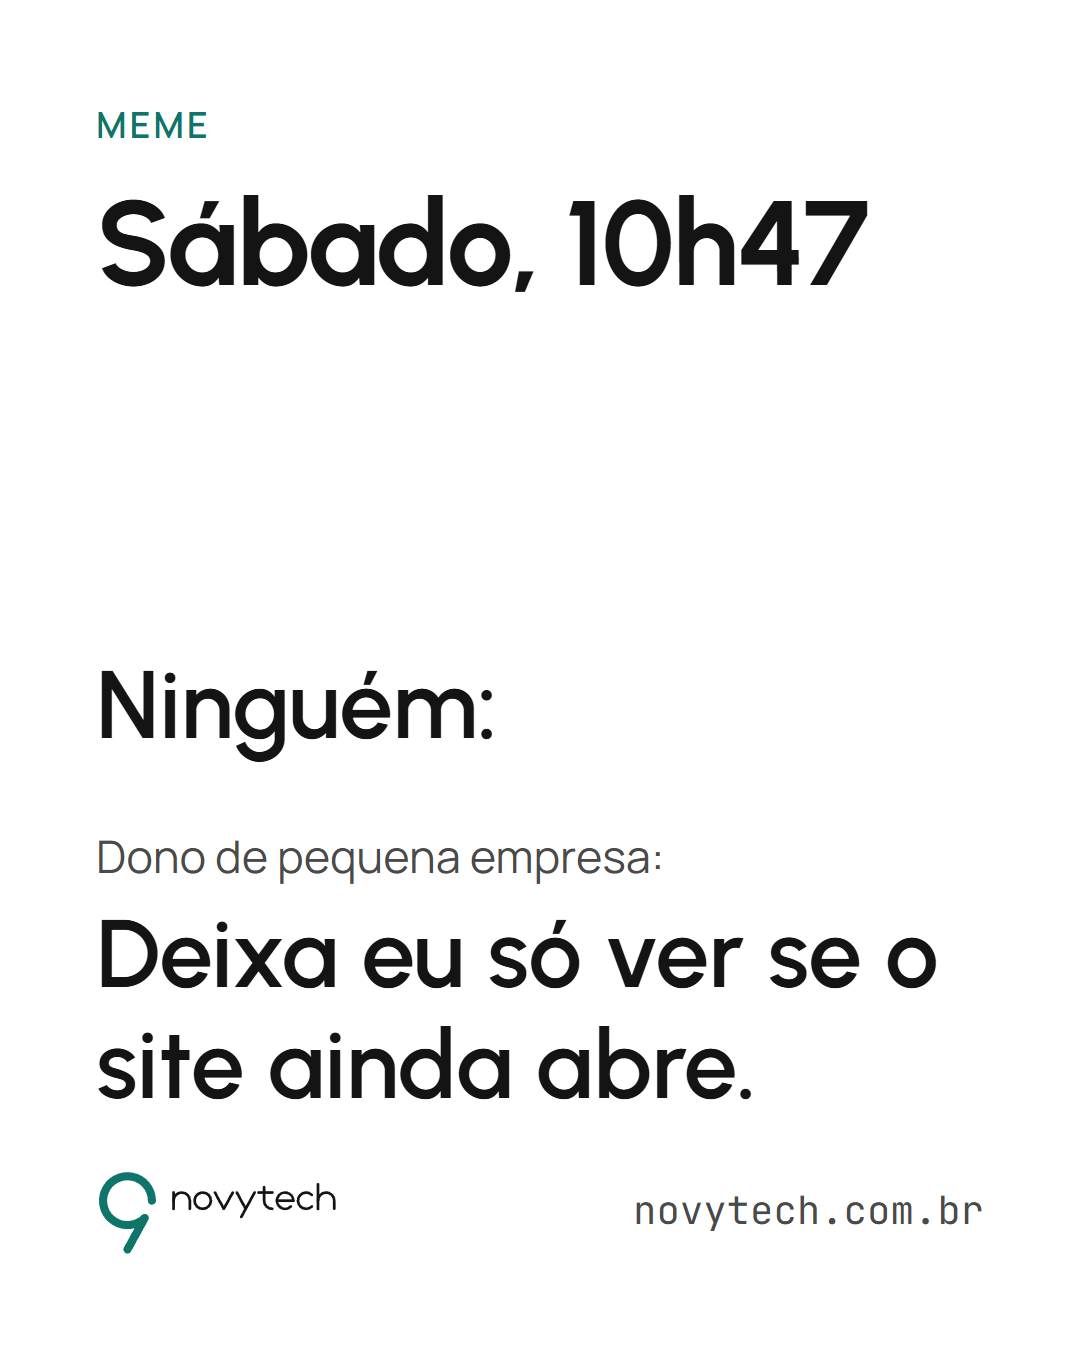 MEME
Sábado, 10h47
Ninguém:
Dono de pequena empresa:
Deixa eu só ver se o
site ainda abre.
novytech
novytech.com.br